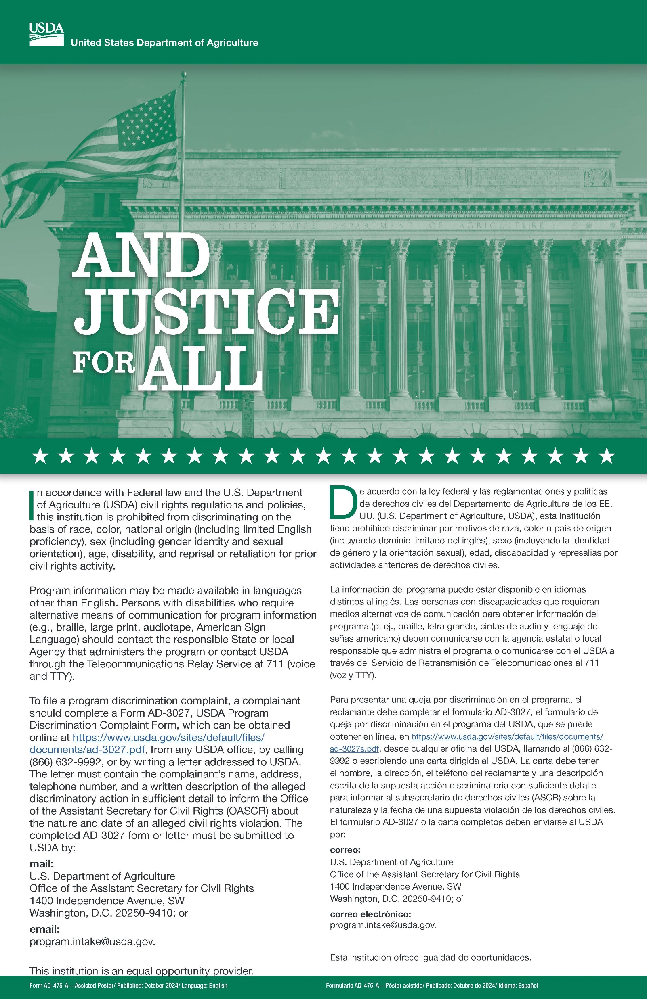 USDA
United States Department of Agriculture
UNITED STATES DEPARTMENT OF AGRICULTURE
AND
JUSTICE
FOR ALL
In accordance with Federal law and the U.S. Department
of Agriculture (USDA) civil rights regulations and policies,
this institution is prohibited from discriminating on the
basis of race, color, national origin (including limited English
proficiency), sex (including gender identity and sexual
orientation), age, disability, and reprisal or retaliation for prior
civil rights activity.
Program information may be made available in languages
other than English. Persons with disabilities who require
alternative means of communication for program information
(e.g., braille, large print, audiotape, American Sign
Language) should contact the responsible State or local
Agency that administers the program or contact USDA
through the Telecommunications Relay Service at 711 (voice
and TTY).
To file a program discrimination complaint, a complainant
should complete a Form AD-3027, USDA Program
Discrimination Complaint Form, which can be obtained
online at https://www.usda.gov/sites/default/files/
documents/ad-3027.pdf, from any USDA office, by calling
(866) 632-9992, or by writing a letter addressed to USDA.
The letter must contain the complainant’s name, address,
telephone number, and a written description of the alleged
discriminatory action in sufficient detail to inform the Office
of the Assistant Secretary for Civil Rights (OASCR) about
the nature and date of an alleged civil rights violation. The
completed AD-3027 form or letter must be submitted to
USDA by:
mail:
U.S. Department of Agriculture
Office of the Assistant Secretary for Civil Rights
1400 Independence Avenue, SW
Washington, D.C. 20250-9410; or
email:
program.intake@usda.gov.
This institution is an equal opportunity provider.
De acuerdo con la ley federal y las reglamentaciones y políticas
de derechos civiles del Departamento de Agricultura de los EE.
UU. (U.S. Department of Agriculture, USDA), esta institución
tiene prohibido discriminar por motivos de raza, color o país de origen
(incluyendo dominio limitado del inglés), sexo (incluyendo la identidad
de género y la orientación sexual), edad, discapacidad y represalias por
actividades anteriores de derechos civiles.
La información del programa puede estar disponible en idiomas
distintos al inglés. Las personas con discapacidades que requieran
medios alternativos de comunicación para obtener información del
programa (p. ej., braille, letra grande, cintas de audio y lenguaje de
señas americano) deben comunicarse con la agencia estatal o local
responsable que administra el programa o comunicarse con el USDA a
través del Servicio de Retransmisión de Telecomunicaciones al 711
(voz y TTY).
Para presentar una queja por discriminación en el programa, el
reclamante debe completar el formulario AD-3027, el formulario de
queja por discriminación en el programa del USDA, que se puede
obtener en línea, en https://www.usda.gov/sites/default/files/documents/
ad-3027s.pdf, desde cualquier oficina del USDA, llamando al (866) 632-
9992 o escribiendo una carta dirigida al USDA. La carta debe tener
el nombre, la dirección, el teléfono del reclamante y una descripción
escrita de la supuesta acción discriminatoria con suficiente detalle
para informar al subsecretario de derechos civiles (ASCR) sobre la
naturaleza y la fecha de una supuesta violación de los derechos civiles.
El formulario AD-3027 o la carta completos deben enviarse al USDA
por:
correo:
U.S. Department of Agriculture
Office of the Assistant Secretary for Civil Rights
1400 Independence Avenue, SW
Washington, D.C. 20250-9410; o´
correo electrónico:
program.intake@usda.gov.
Esta institución ofrece igualdad de oportunidades.
Form AD-475-A—Assisted Poster/ Published: October 2024/ Language: English
Formulario AD-475-A—Póster asistido/ Publicado: Octubre de 2024/ Idioma: Español